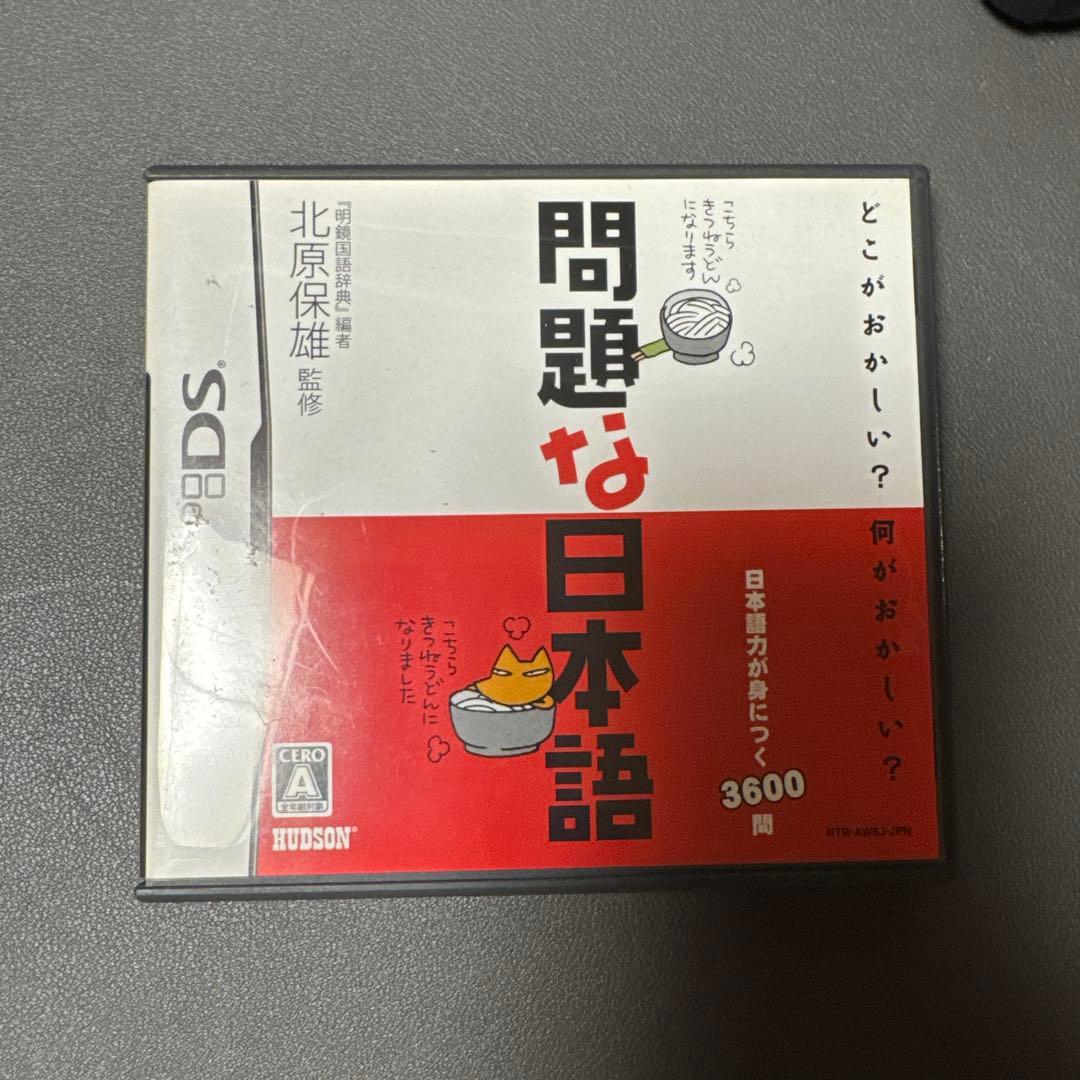 どこがおかしい?何がおかしい?
こちら
きつねうどん
になります
問題な日本語
日本語力が身につく
3600
問
『明鏡国語辞典』編者
北原保雄 監修
こちら
きつねうどんに
なりました
DS
CERO
A
全年齢対象
HUDSON